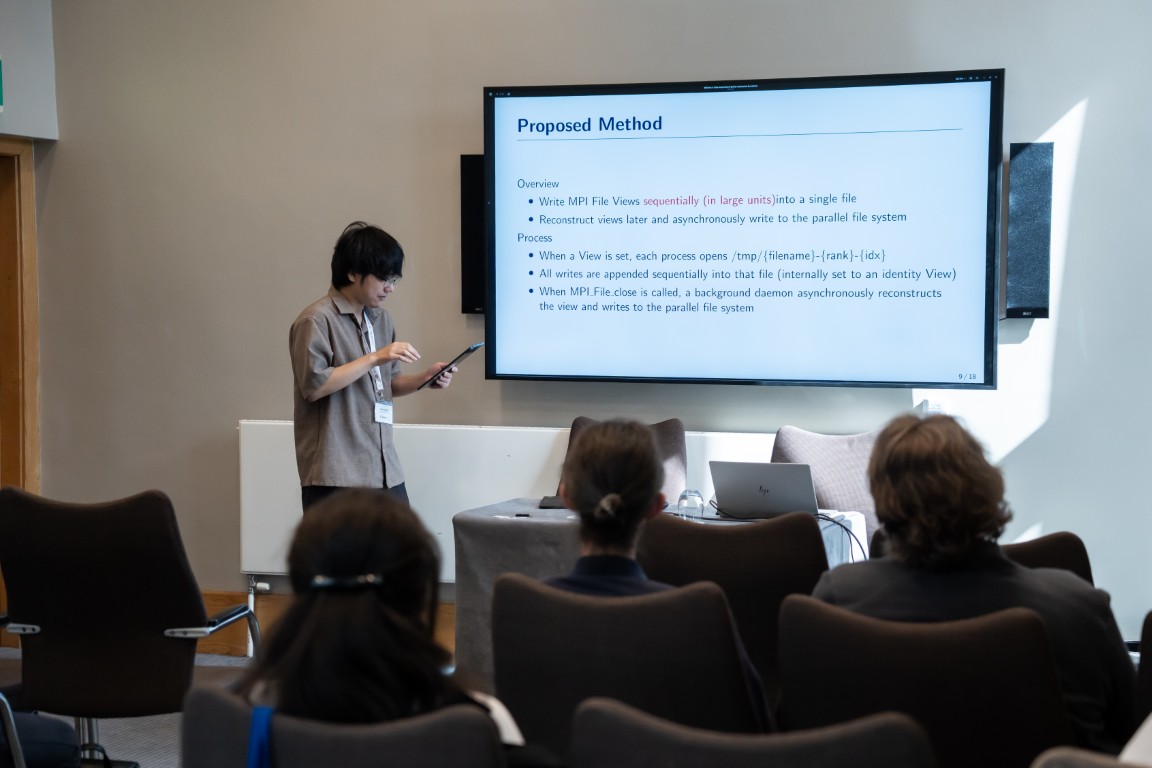 Proposed Method
Overview
• Write MPI File Views sequentially (in large units)into a single file
• Reconstruct views later and asynchronously write to the parallel file system
Process
• When a View is set, each process opens /tmp/{filename}-{rank}-{idx}
• All writes are appended sequentially into that file (internally set to an identity View)
• When MPI_File_close is called, a background daemon asynchronously reconstructs
the view and writes to the parallel file system
9 / 18
hp